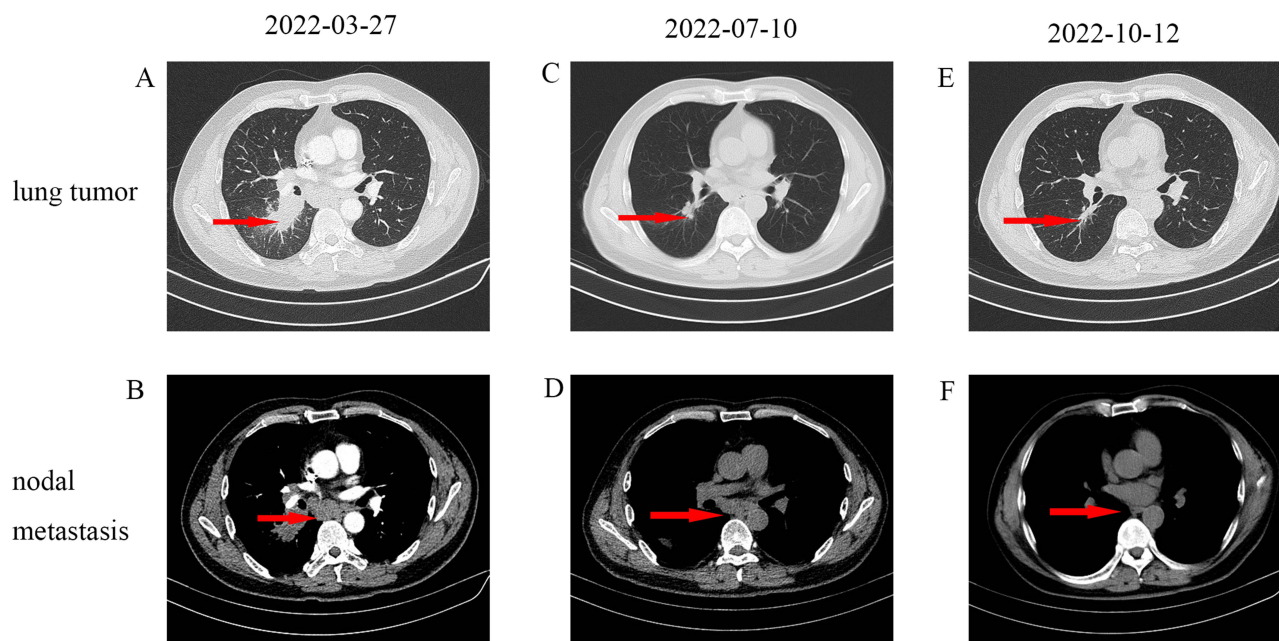 2022-03-27
2022-07-10
2022-10-12
A
C
E
lung tumor
B
D
F
nodal
metastasis